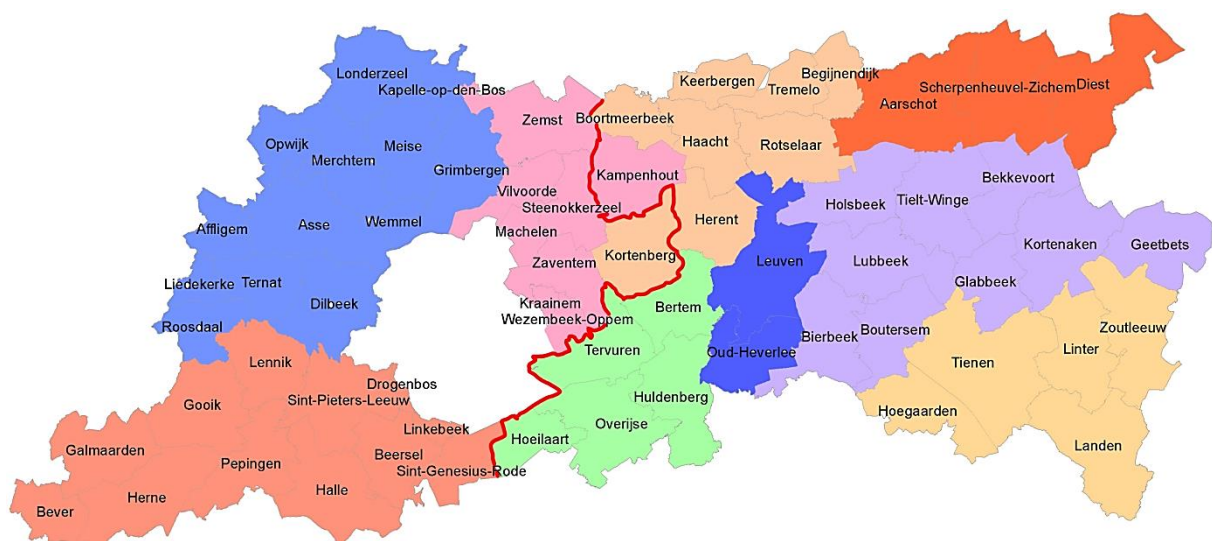 Londerzeel
Kapelle-op-den-Bos
Zemst
Opwijk
Merchtem
Meise
Grimbergen
Vilvoorde
Steenokkerzeel
Affligem
Asse
Wemmel
Machelen
Zaventem
Liedekerke
Ternat
Dilbeek
Kraainem
Wezembeek-Oppem
Roosdaal
Lennik
Drogenbos
Sint-Pieters-Leeuw
Gooik
Linkebeek
Galmaarden
Pepingen
Beersel
Sint-Genesius-Rode
Herne
Halle
Bever
Keerbergen
Begijnendijk
Tremelo
Boortmeerbeek
Haacht
Rotselaar
Kampenhout
Herent
Kortenberg
Leuven
Bertem
Tervuren
Oud-Heverlee
Huldenberg
Overijse
Hoeilaart
Aarschot
Scherpenheuvel-Zichem
Diest
Bekkevoort
Holsbeek
Tielt-Winge
Kortenaken
Geetbets
Lubbeek
Glabbeek
Bierbeek
Boutersem
Zoutleeuw
Linter
Tienen
Hoegaarden
Landen